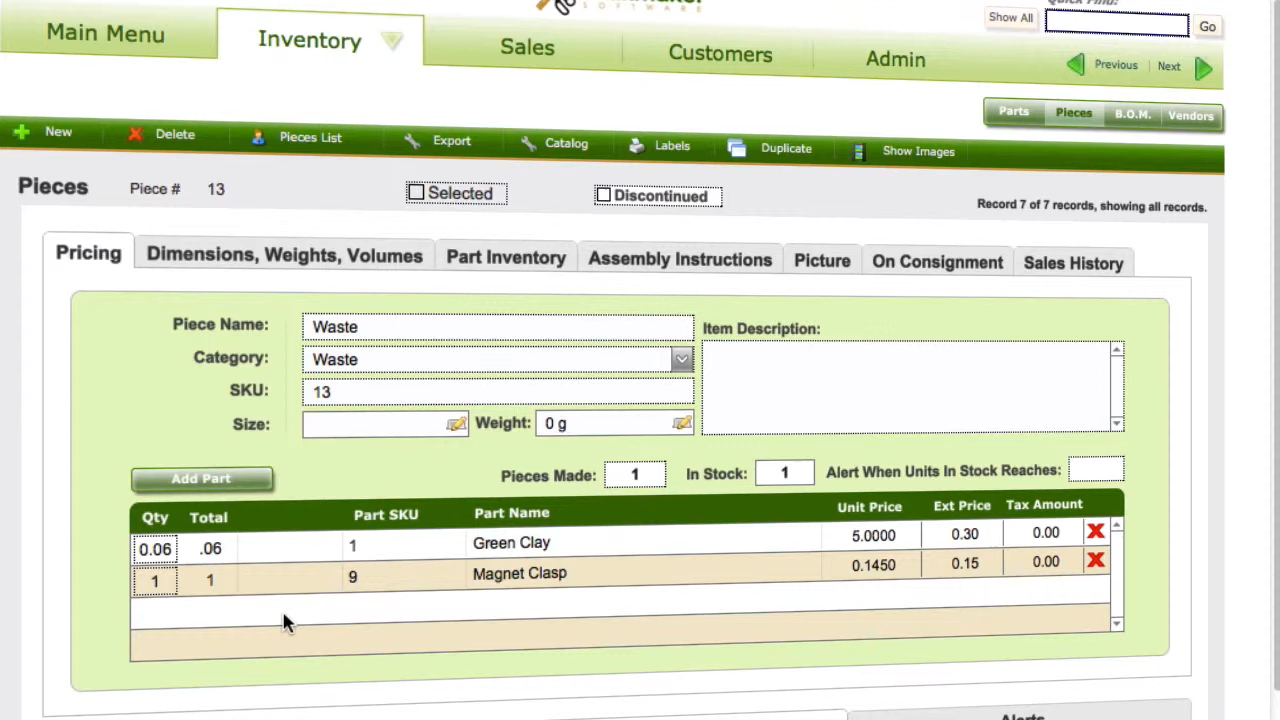 Quick Find:
Show All Go
Main Menu Inventory Sales Customers Admin
Previous Next
Parts Pieces B.O.M. Vendors
New Delete Pieces List Export Catalog Labels Duplicate Show Images
Pieces Piece # 13 Selected Discontinued
Record 7 of 7 records, showing all records.
Pricing Dimensions, Weights, Volumes Part Inventory Assembly Instructions Picture On Consignment Sales History
Piece Name: Waste Item Description:
Category: Waste
SKU: 13
Size: Weight: 0 g
Add Part Pieces Made: 1 In Stock: 1 Alert When Units In Stock Reaches:
Qty Total Part SKU Part Name Unit Price Ext Price Tax Amount
0.06 .06 1 Green Clay 5.0000 0.30 0.00
1 1 9 Magnet Clasp 0.1450 0.15 0.00
Alerts